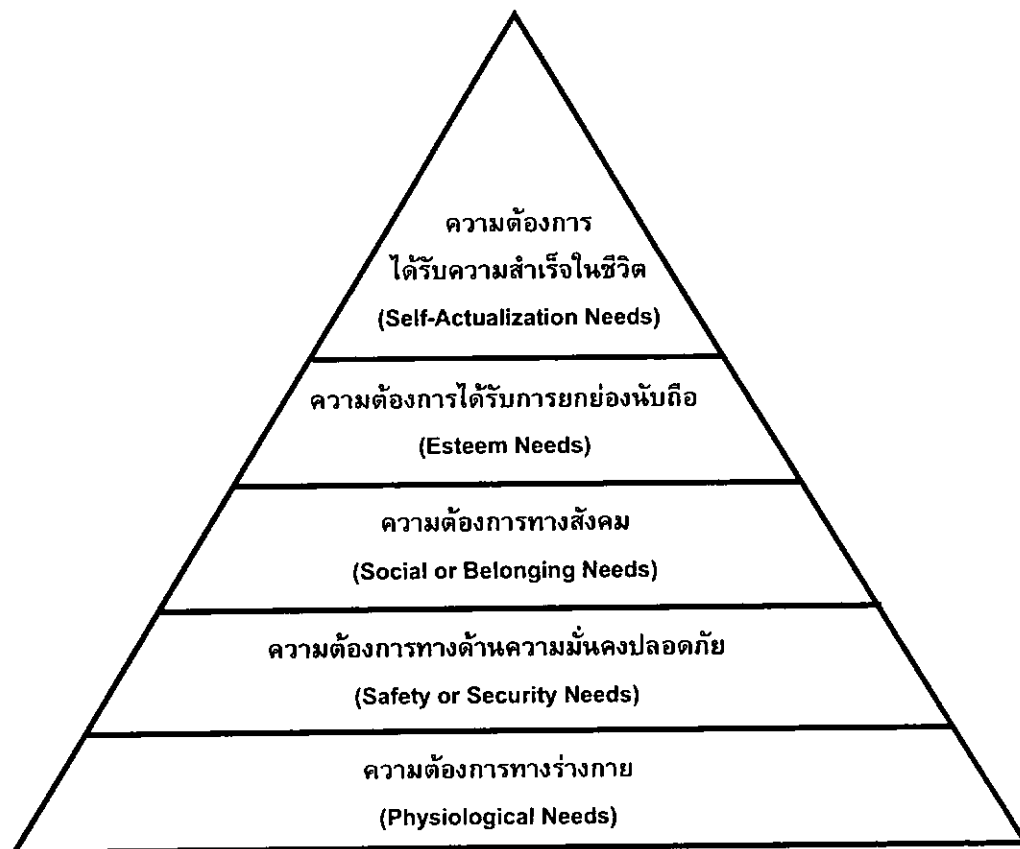 ความต้องการ
ได้รับความสำเร็จในชีวิต
(Self-Actualization Needs)
ความต้องการได้รับการยกย่องนับถือ
(Esteem Needs)
ความต้องการทางสังคม
(Social or Belonging Needs)
ความต้องการทางด้านความมั่นคงปลอดภัย
(Safety or Security Needs)
ความต้องการทางร่างกาย
(Physiological Needs)